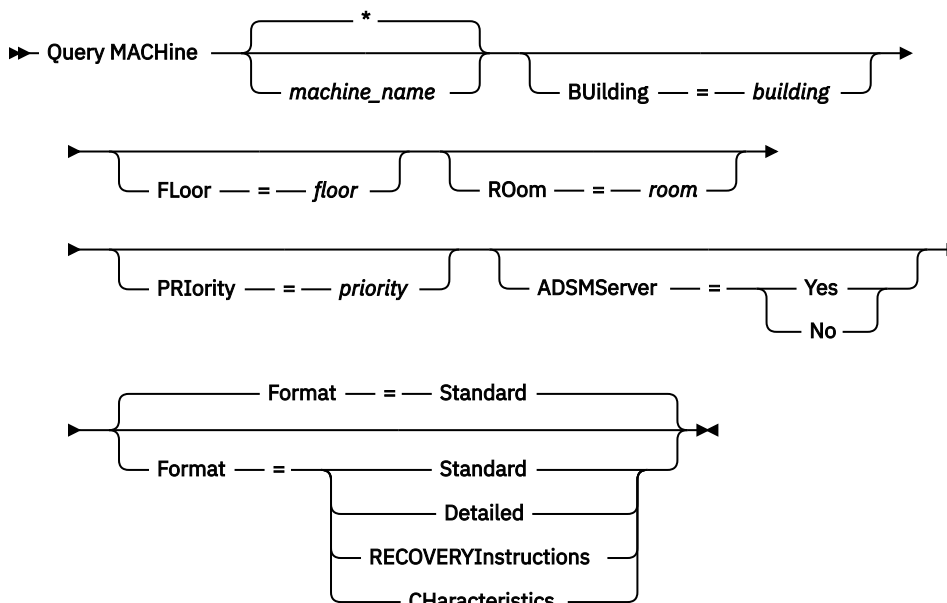 *
Query MACHine
machine_name
BUilding = building
FLoor = floor
ROom = room
PRIority = priority
ADSMServer = Yes
No
Format = Standard
Format = Standard
Detailed
RECOVERYInstructions
CHaracteristics